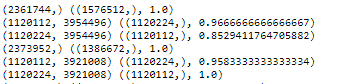 (2361744,) ((1576512,), 1.0)
(1120112, 3954496) ((1120224,), 0.9666666666666667)
(1120224, 3954496) ((1120112,), 0.8529411764705882)
(2373952,) ((1386672,), 1.0)
(1120112, 3921008) ((1120224,), 0.9583333333333334)
(1120224, 3921008) ((1120112,), 1.0)